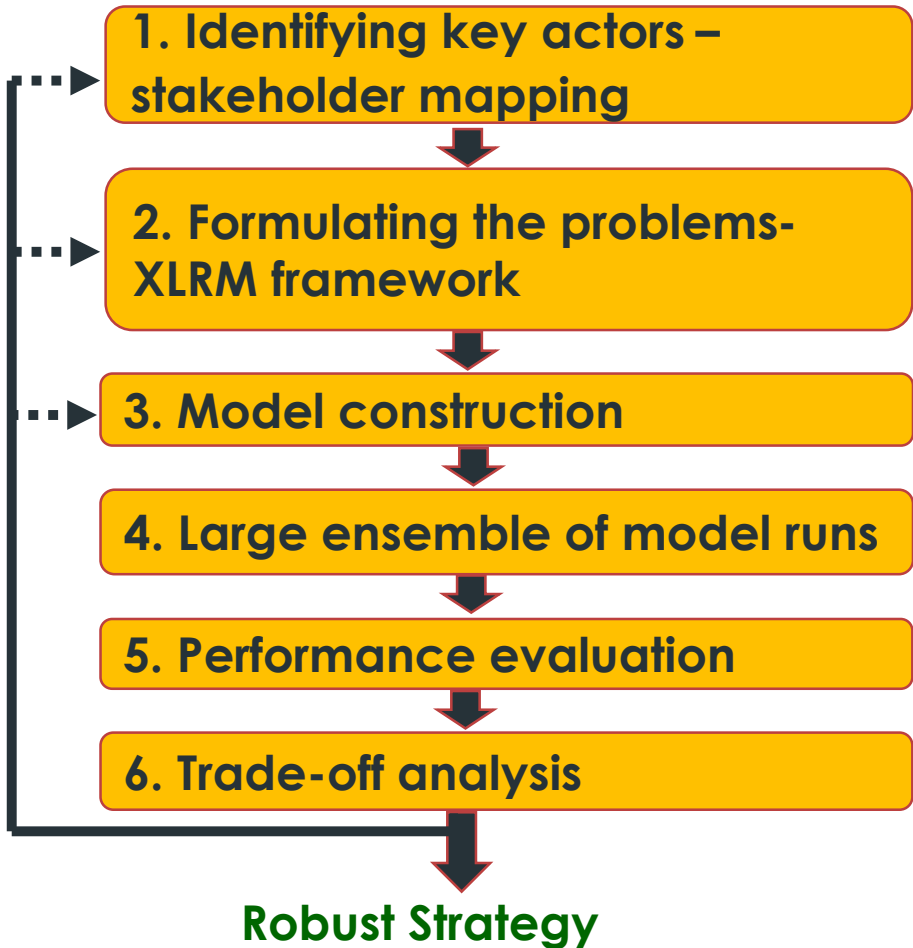 1. Identifying key actors –
stakeholder mapping
2. Formulating the problems-
XLRM framework
3. Model construction
4. Large ensemble of model runs
5. Performance evaluation
6. Trade-off analysis
Robust Strategy